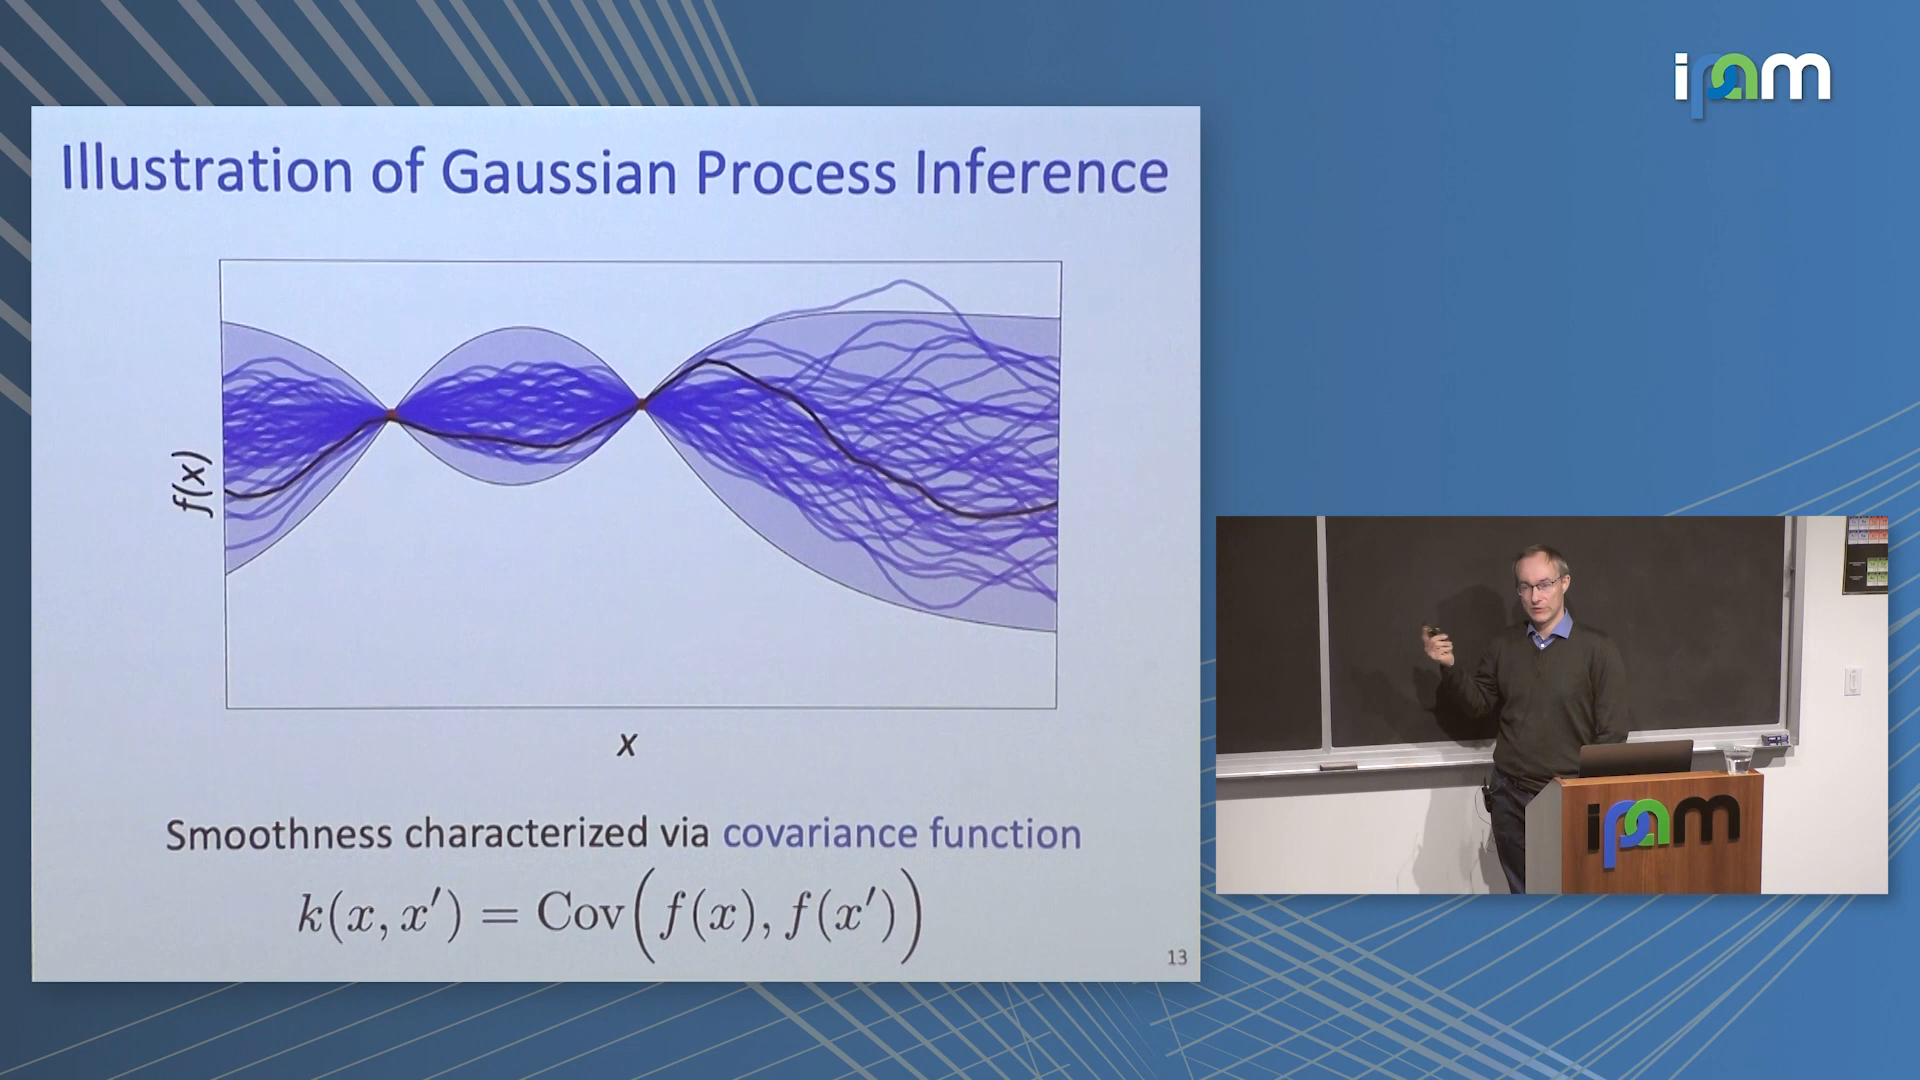 ipam
Illustration of Gaussian Process Inference
f(x)
x
Smoothness characterized via covariance function
k(x, x′) = Cov(f(x), f(x′))
13
ipam